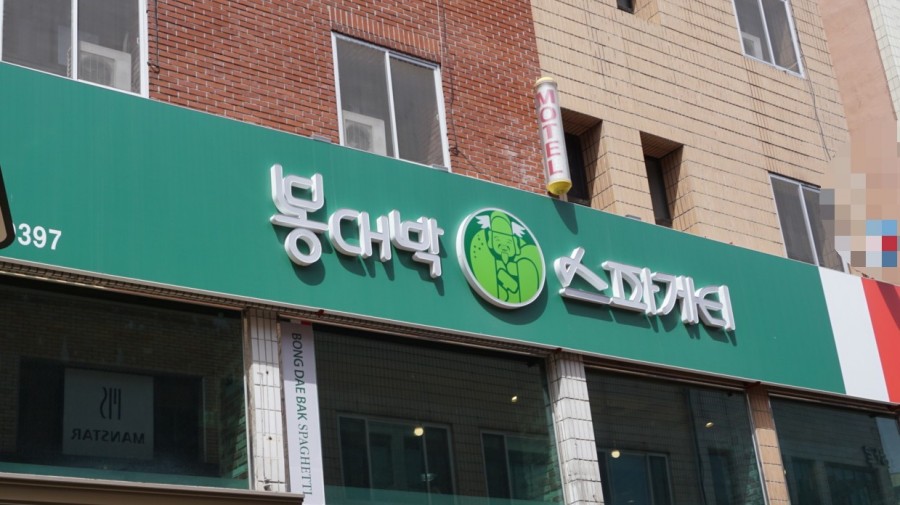 MOTEL
봉대박 스파게티
397
BONG DAE BAK SPAGHETTI
MANSTAR